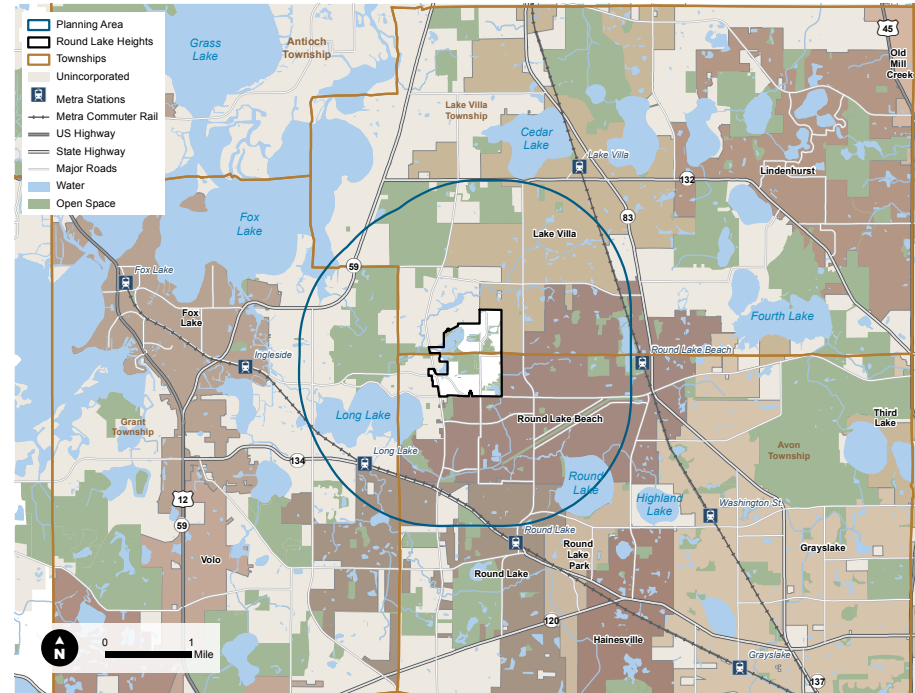 Planning Area
Round Lake Heights
Townships
Unincorporated
Metra Stations
Metra Commuter Rail
US Highway
State Highway
Major Roads
Water
Open Space
Grass
Lake
Antioch
Township
45
Old
Mill
Creek
Lake Villa
Township
Cedar
Lake
Lake Villa
Lindenhurst
132
83
Fox
Lake
Lake Villa
59
Fox Lake
Fox
Lake
Fourth Lake
Ingleside
Round Lake Beach
Grant
Township
Long Lake
Round Lake Beach
Third
Lake
Avon
Township
Long Lake
134
Round
Lake
Highland
Lake
12
59
Washington St.
Round Lake
Round
Lake
Park
Grayslake
Volo
Round Lake
120
Hainesville
Grayslake
137
N
0
1
Mile